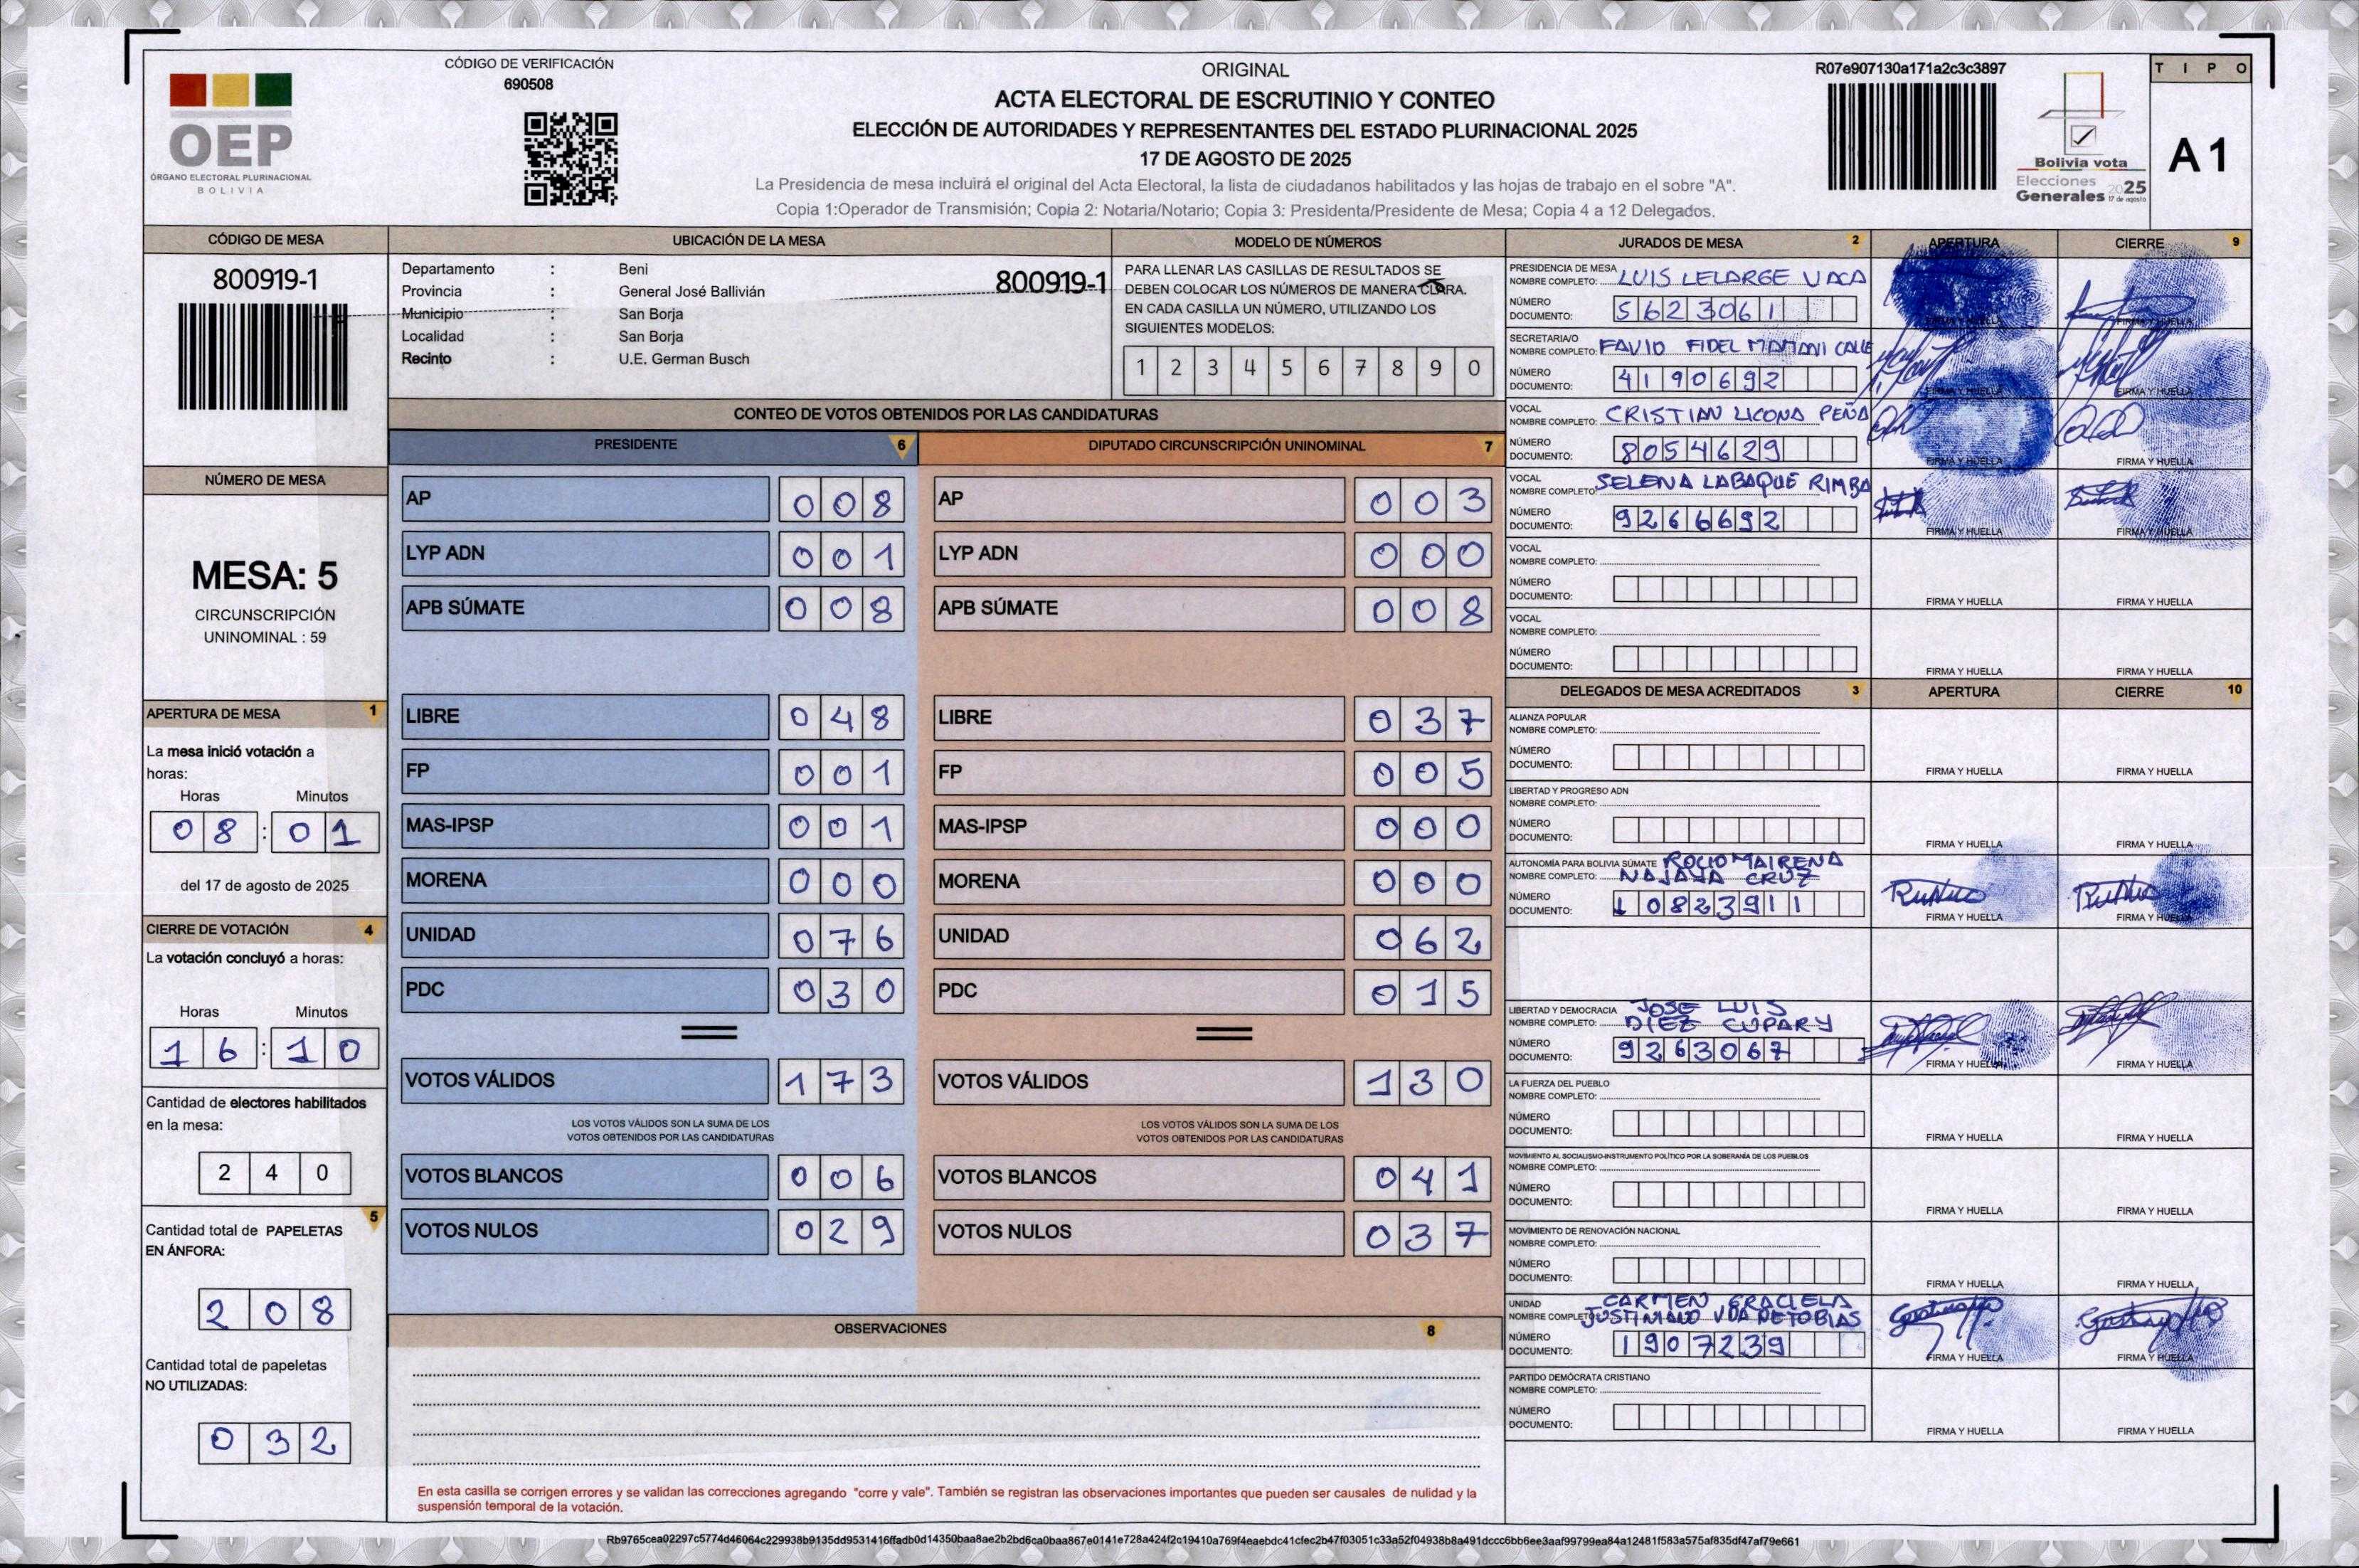 CÓDIGO DE VERIFICACIÓN
690508
OEP
ÓRGANO ELECTORAL PLURINACIONAL
BOLIVIA
ORIGINAL
ACTA ELECTORAL DE ESCRUTINIO Y CONTEO
ELECCIÓN DE AUTORIDADES Y REPRESENTANTES DEL ESTADO PLURINACIONAL 2025
17 DE AGOSTO DE 2025
La Presidencia de mesa incluirá el original del Acta Electoral, la lista de ciudadanos habilitados y las hojas de trabajo en el sobre "A".
Copia 1:Operador de Transmisión; Copia 2: Notaria/Notario; Copia 3: Presidenta/Presidente de Mesa; Copia 4 a 12 Delegados.
R07e907130a171a2c3c3897
Bolivia vota
Elecciones
Generales 2025
17 de agosto
TIPO
A 1
CÓDIGO DE MESA
800919-1
NÚMERO DE MESA
MESA: 5
CIRCUNSCRIPCIÓN
UNINOMINAL : 59
APERTURA DE MESA 1
La mesa inició votación a
horas:
Horas Minutos
08 : 01
del 17 de agosto de 2025
CIERRE DE VOTACIÓN 4
La votación concluyó a horas:
Horas Minutos
16 : 10
Cantidad de electores habilitados
en la mesa:
240
5
Cantidad total de PAPELETAS
EN ÁNFORA:
208
Cantidad total de papeletas
NO UTILIZADAS:
032
UBICACIÓN DE LA MESA
Departamento : Beni
800919-1
Provincia : General José Ballivián
Municipio : San Borja
Localidad : San Borja
Recinto : U.E. German Busch
MODELO DE NÚMEROS
PARA LLENAR LAS CASILLAS DE RESULTADOS SE
DEBEN COLOCAR LOS NÚMEROS DE MANERA CLARA.
EN CADA CASILLA UN NÚMERO, UTILIZANDO LOS
SIGUIENTES MODELOS:
1 2 3 4 5 6 7 8 9 0
CONTEO DE VOTOS OBTENIDOS POR LAS CANDIDATURAS
PRESIDENTE 6
AP 008
LYP ADN 001
APB SÚMATE 008
LIBRE 048
FP 001
MAS-IPSP 001
MORENA 000
UNIDAD 076
PDC 030
VOTOS VÁLIDOS 173
LOS VOTOS VÁLIDOS SON LA SUMA DE LOS
VOTOS OBTENIDOS POR LAS CANDIDATURAS
VOTOS BLANCOS 006
VOTOS NULOS 029
DIPUTADO CIRCUNSCRIPCIÓN UNINOMINAL 7
AP 003
LYP ADN 000
APB SÚMATE 008
LIBRE 037
FP 005
MAS-IPSP 000
MORENA 000
UNIDAD 062
PDC 015
VOTOS VÁLIDOS 130
LOS VOTOS VÁLIDOS SON LA SUMA DE LOS
VOTOS OBTENIDOS POR LAS CANDIDATURAS
VOTOS BLANCOS 041
VOTOS NULOS 037
OBSERVACIONES 8
En esta casilla se corrigen errores y se validan las correcciones agregando "corre y vale". También se registran las observaciones importantes que pueden ser causales de nulidad y la
suspensión temporal de la votación.
JURADOS DE MESA 2 APERTURA CIERRE 9
PRESIDENCIA DE MESA
NOMBRE COMPLETO: LUIS LELARGE VACA
NÚMERO
DOCUMENTO: 5623061
FIRMA Y HUELLA FIRMA Y HUELLA
SECRETARIA/O
NOMBRE COMPLETO: FAVIO FIDEL MAMANI CALLE
NÚMERO
DOCUMENTO: 4190692
FIRMA Y HUELLA FIRMA Y HUELLA
VOCAL
NOMBRE COMPLETO: CRISTIAN LICONA PEÑA
NÚMERO
DOCUMENTO: 8054629
FIRMA Y HUELLA FIRMA Y HUELLA
VOCAL
NOMBRE COMPLETO: SELENA LABAQUE RIMBA
NÚMERO
DOCUMENTO: 9266692
FIRMA Y HUELLA FIRMA Y HUELLA
VOCAL
NOMBRE COMPLETO:
NÚMERO
DOCUMENTO:
FIRMA Y HUELLA FIRMA Y HUELLA
VOCAL
NOMBRE COMPLETO:
NÚMERO
DOCUMENTO:
FIRMA Y HUELLA FIRMA Y HUELLA
DELEGADOS DE MESA ACREDITADOS 3 APERTURA CIERRE 10
ALIANZA POPULAR
NOMBRE COMPLETO:
NÚMERO
DOCUMENTO:
FIRMA Y HUELLA FIRMA Y HUELLA
LIBERTAD Y PROGRESO ADN
NOMBRE COMPLETO:
NÚMERO
DOCUMENTO:
FIRMA Y HUELLA FIRMA Y HUELLA
AUTONOMÍA PARA BOLIVIA SÚMATE ROCIO MAIRENA
NOMBRE COMPLETO: NAJAYA CRUZ
NÚMERO
DOCUMENTO: 10823911
FIRMA Y HUELLA FIRMA Y HUELLA
LIBERTAD Y DEMOCRACIA JOSE LUIS
NOMBRE COMPLETO: DIEZ CUPARY
NÚMERO
DOCUMENTO: 9263067
FIRMA Y HUELLA FIRMA Y HUELLA
LA FUERZA DEL PUEBLO
NOMBRE COMPLETO:
NÚMERO
DOCUMENTO:
FIRMA Y HUELLA FIRMA Y HUELLA
MOVIMIENTO AL SOCIALISMO-INSTRUMENTO POLÍTICO POR LA SOBERANÍA DE LOS PUEBLOS
NOMBRE COMPLETO:
NÚMERO
DOCUMENTO:
FIRMA Y HUELLA FIRMA Y HUELLA
MOVIMIENTO DE RENOVACIÓN NACIONAL
NOMBRE COMPLETO:
NÚMERO
DOCUMENTO:
FIRMA Y HUELLA FIRMA Y HUELLA
UNIDAD CARMEN GRACIELA
NOMBRE COMPLETO: JUSTINIANO VDA DE TOBIAS
NÚMERO
DOCUMENTO: 1907239
FIRMA Y HUELLA FIRMA Y HUELLA
PARTIDO DEMÓCRATA CRISTIANO
NOMBRE COMPLETO:
NÚMERO
DOCUMENTO:
FIRMA Y HUELLA FIRMA Y HUELLA